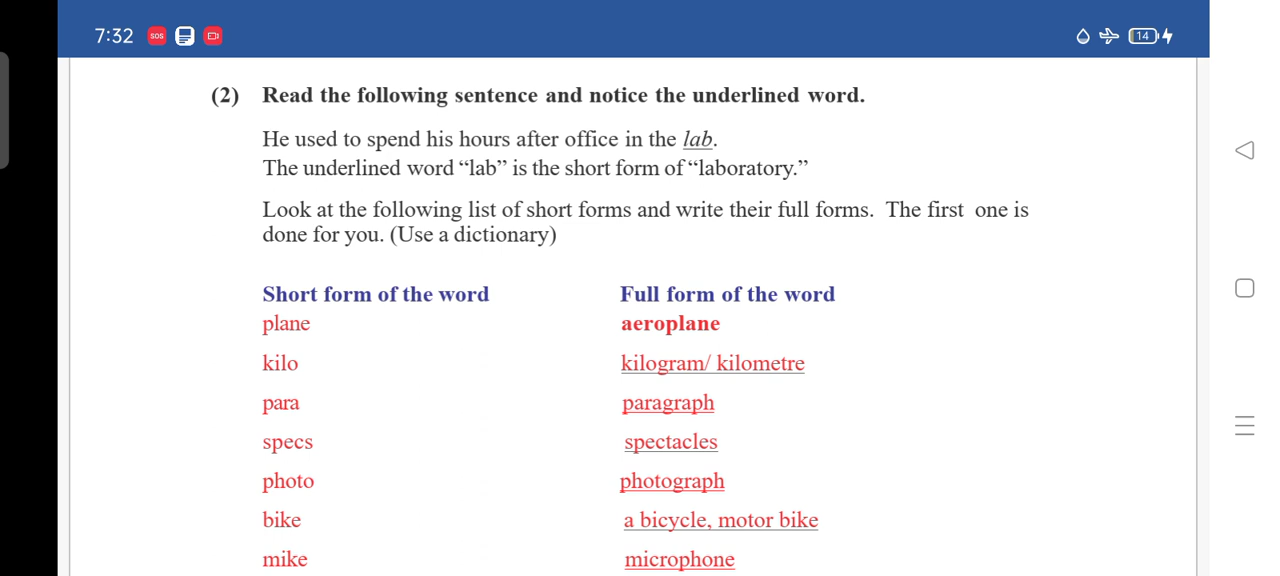 7:32 SOS 14
(2) Read the following sentence and notice the underlined word.
He used to spend his hours after office in the lab.
The underlined word “lab” is the short form of “laboratory.”
Look at the following list of short forms and write their full forms. The first one is
done for you. (Use a dictionary)
Short form of the word Full form of the word
plane aeroplane
kilo kilogram/ kilometre
para paragraph
specs spectacles
photo photograph
bike a bicycle, motor bike
mike microphone